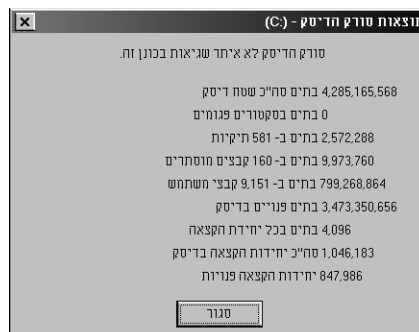 תוצאות סורק הדיסק - (C:)
סורק הדיסק לא איתר שגיאות בכונן זה.
4,285,165,568 בתים סה"כ שטח דיסק
0 בתים בסקטורים פגומים
2,572,288 בתים ב- 581 תיקיות
9,973,760 בתים ב- 160 קבצים מוסתרים
799,268,864 בתים ב- 9,151 קבצי משתמש
3,473,350,656 בתים פנויים בדיסק
4,096 בתים בכל יחידת הקצאה
1,046,183 סה"כ יחידות הקצאה בדיסק
847,986 יחידות הקצאה פנויות
סגור